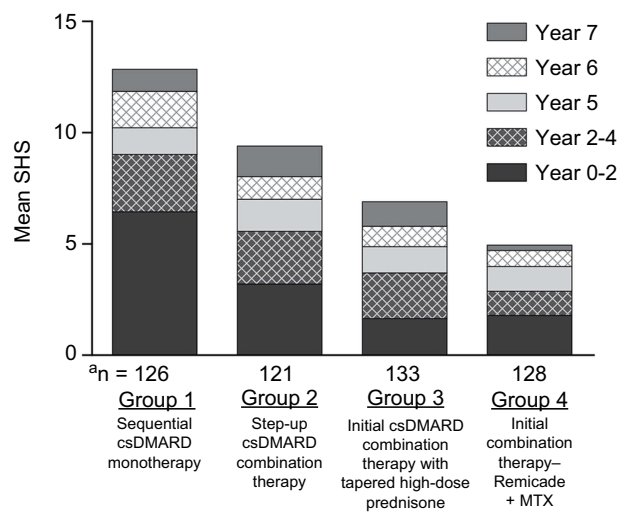 15
10
5
0
Mean SHS
Year 7
Year 6
Year 5
Year 2-4
Year 0-2
an = 126
121
133
128
Group 1
Sequential
csDMARD
monotherapy
Group 2
Step-up
csDMARD
combination
therapy
Group 3
Initial csDMARD
combination
therapy with
tapered high-dose
prednisone
Group 4
Initial
combination
therapy–
Remicade
+ MTX